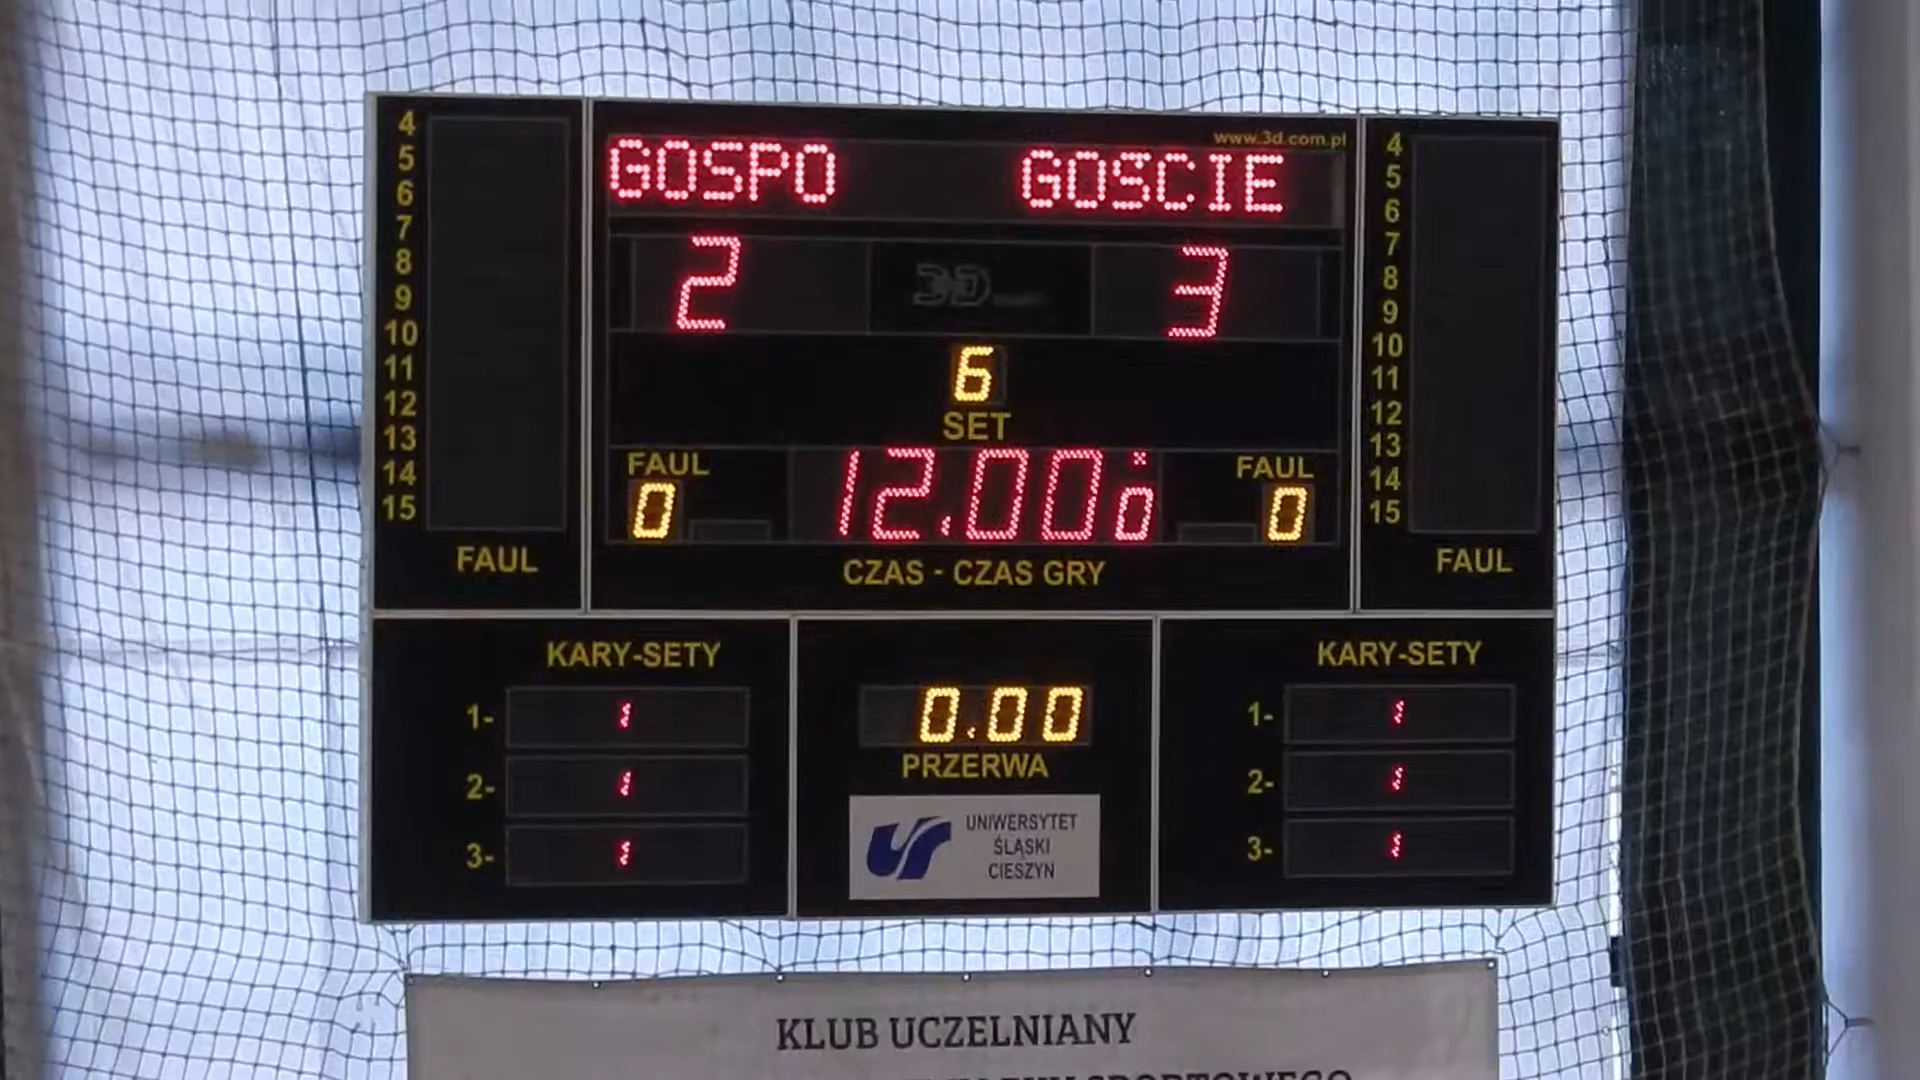 www.3d.com.pl
GOSPO GOSCIE
2 3D 3
6
SET
FAUL 12.00 0 FAUL
0 0
CZAS - CZAS GRY
4
5
6
7
8
9
10
11
12
13
14
15
FAUL
4
5
6
7
8
9
10
11
12
13
14
15
FAUL
KARY-SETY
1- 1
2- 1
3- 1
0.00
PRZERWA
UNIWERSYTET
ŚLĄSKI
CIESZYN
KARY-SETY
1- 1
2- 1
3- 1
KLUB UCZELNIANY